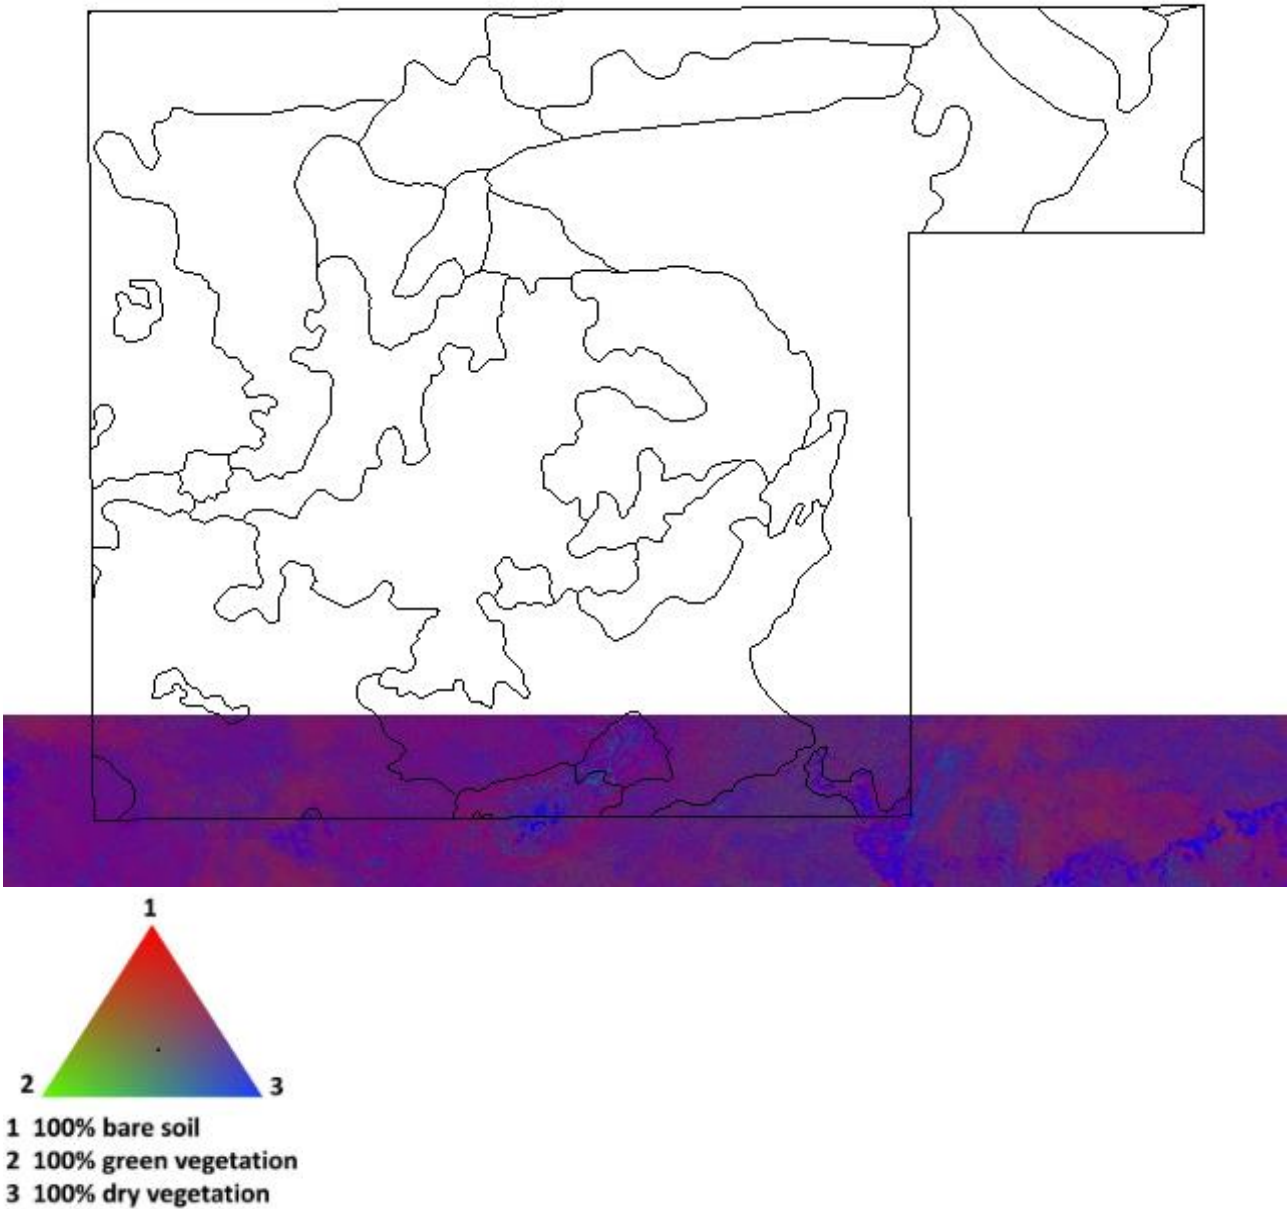 1
2
3
1 100% bare soil
2 100% green vegetation
3 100% dry vegetation